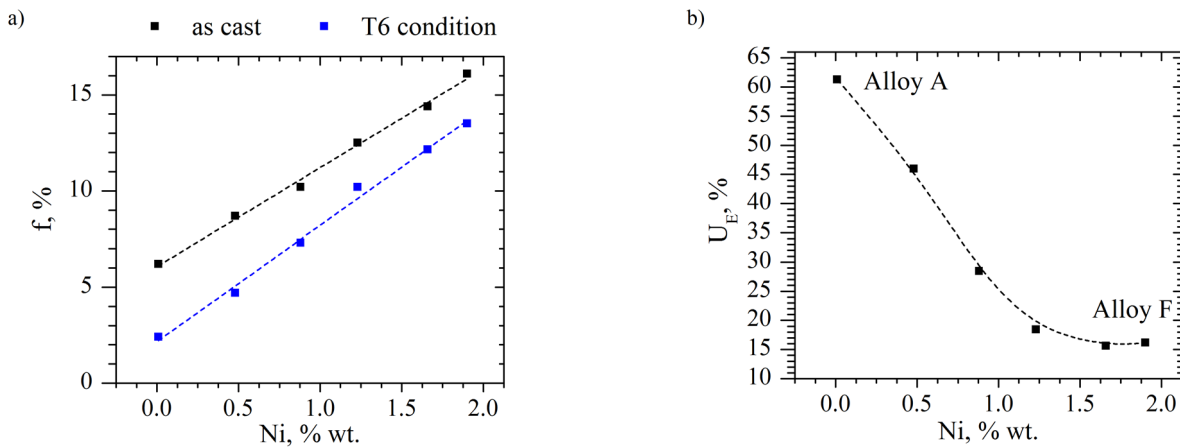 a)
as cast
T6 condition
f, %
15
10
5
0
0.0 0.5 1.0 1.5 2.0
Ni, % wt.
b)
U_E, %
65
60
55
50
45
40
35
30
25
20
15
10
Alloy A
Alloy F
0.0 0.5 1.0 1.5 2.0
Ni, % wt.